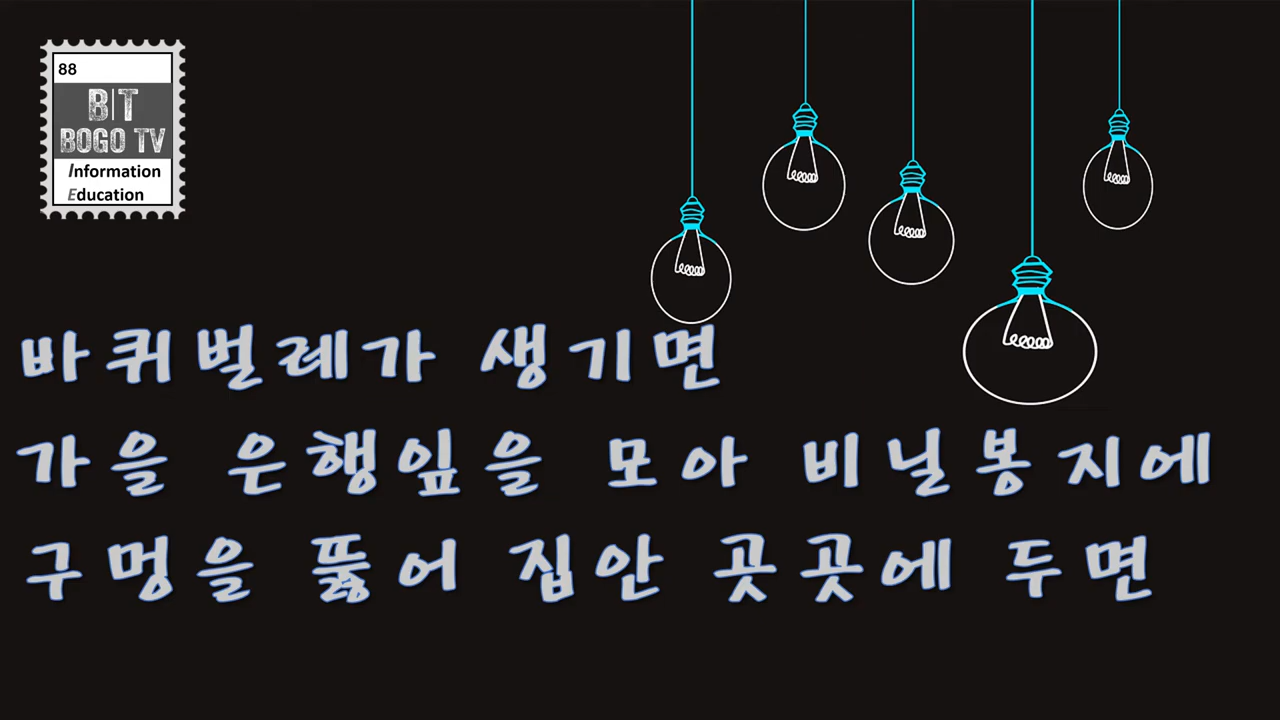 88
B|T
BOGO TV
Information
Education
바퀴벌레가 생기면
가을 은행잎을 모아 비닐봉지에
구멍을 뚫어 집안 곳곳에 두면